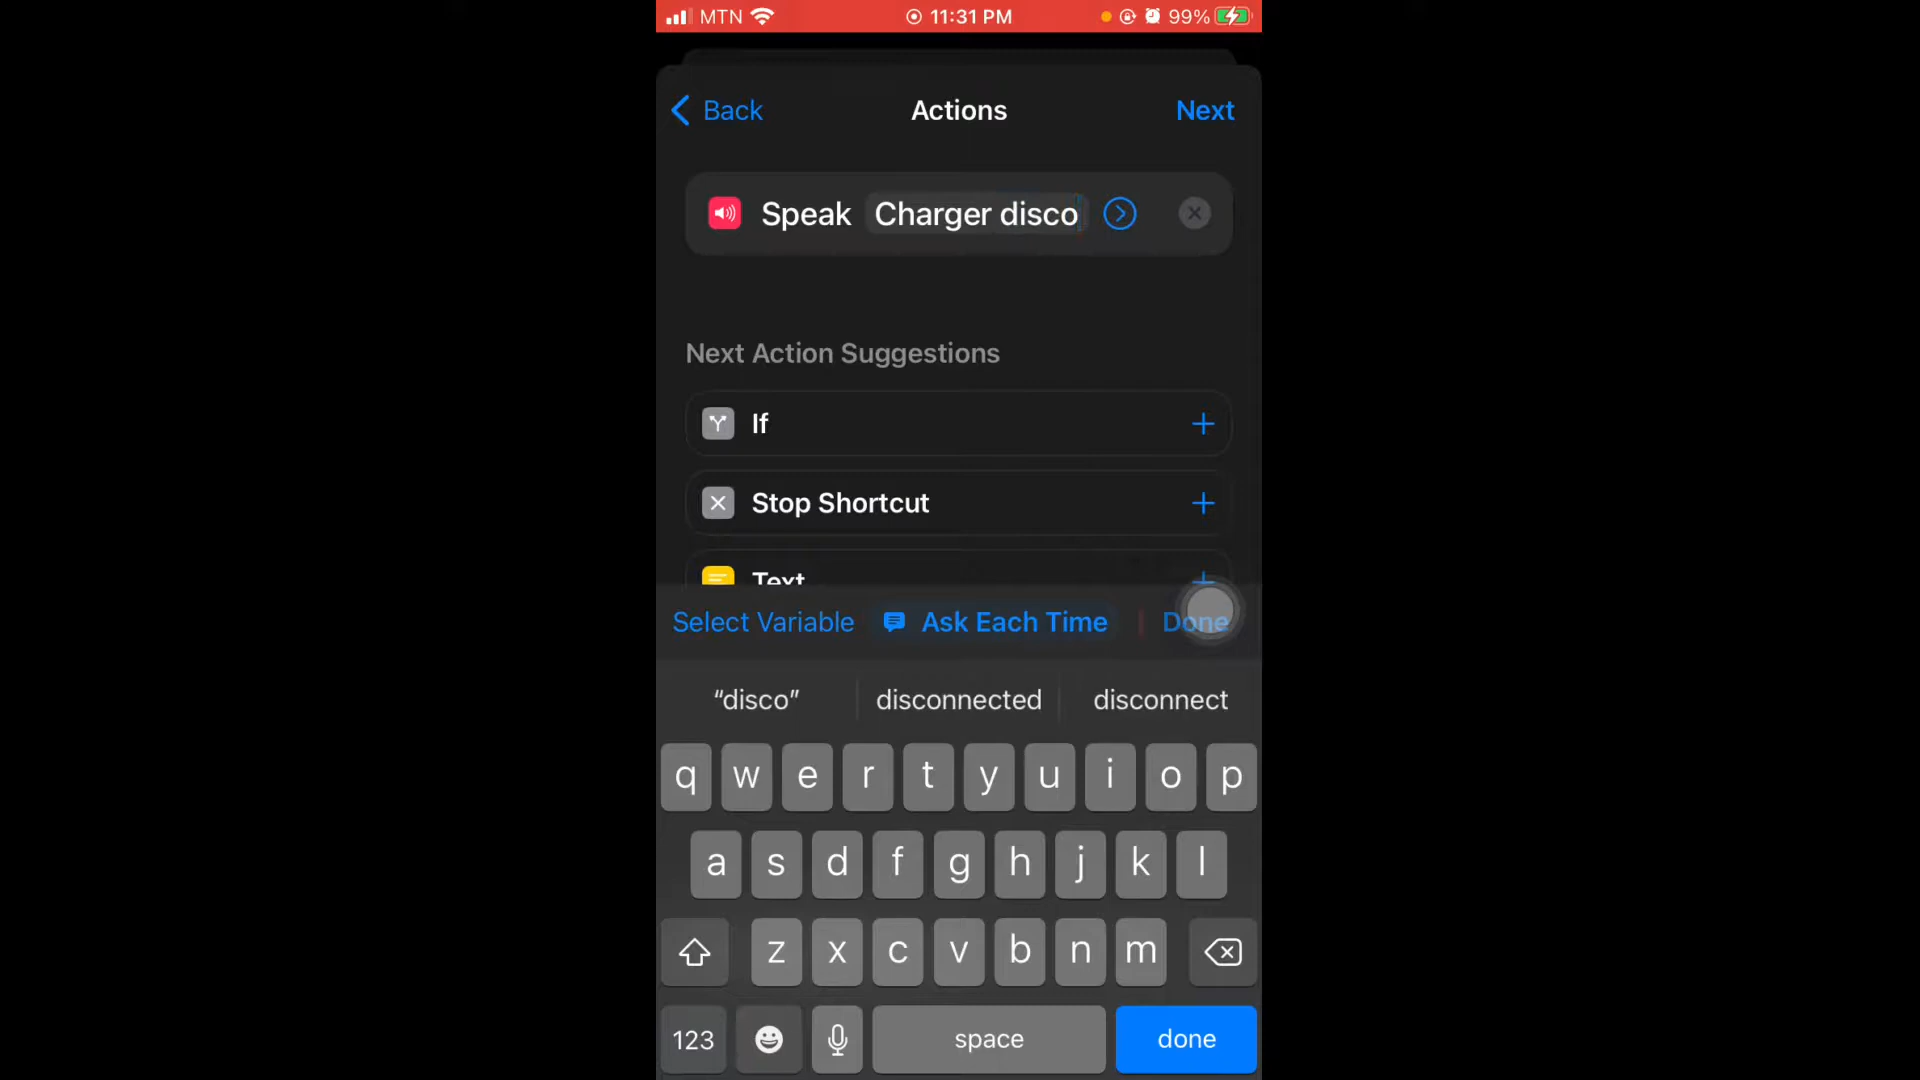 MTN 11:31 PM 99%
Back Actions Next
Speak Charger disco
Next Action Suggestions
If
Stop Shortcut
Text
Select Variable Ask Each Time Done
“disco” disconnected disconnect
q w e r t y u i o p
a s d f g h j k l
z x c v b n m
123 space done